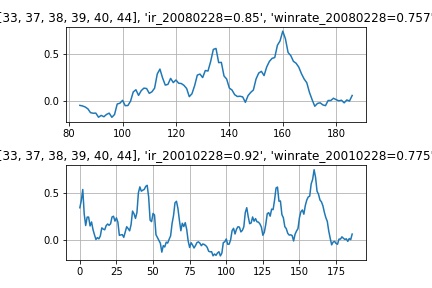 [33, 37, 38, 39, 40, 44], 'ir_20080228=0.85', 'winrate_20080228=0.757'
0.5
0.0
80 100 120 140 160 180
[33, 37, 38, 39, 40, 44], 'ir_20010228=0.92', 'winrate_20010228=0.775'
0.5
0.0
0 25 50 75 100 125 150 175